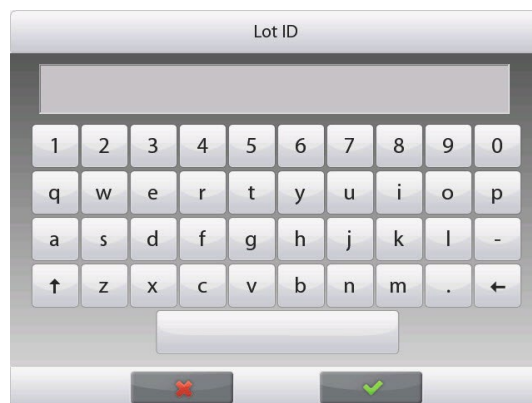 Lot ID
1 2 3 4 5 6 7 8 9 0
q w e r t y u i o p
a s d f g h j k l -
↑ z x c v b n m . ←